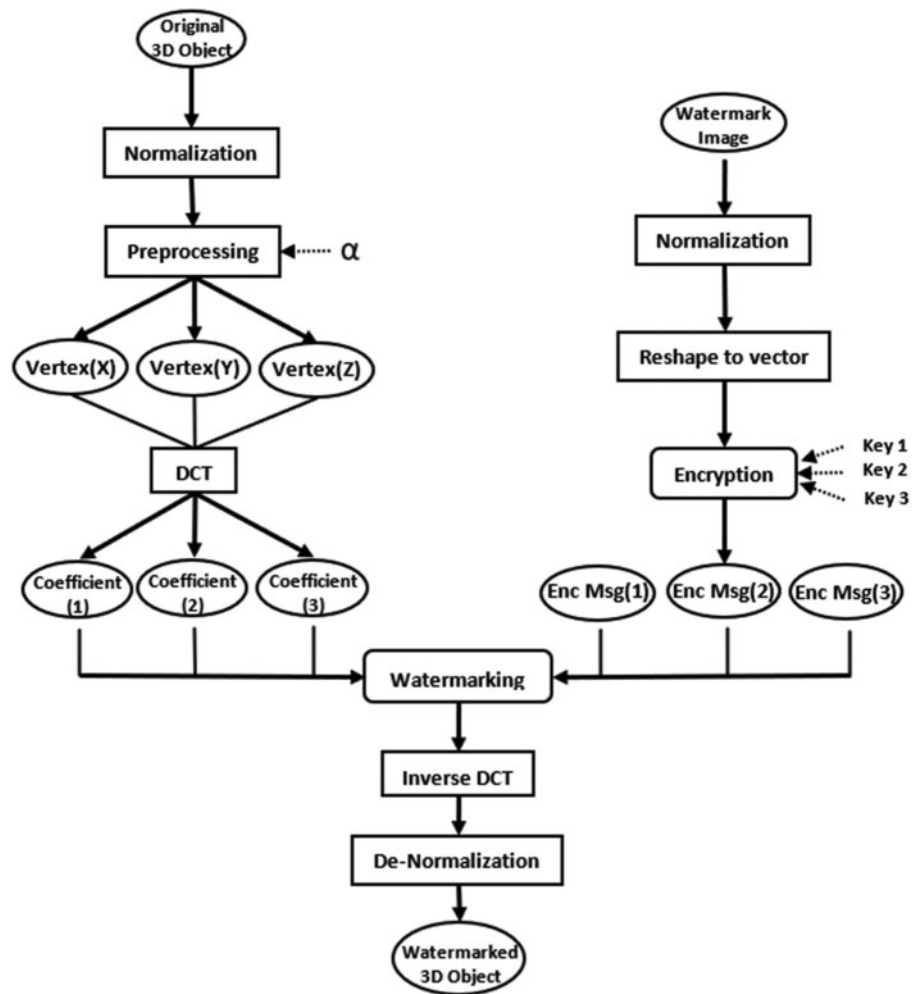 Original
3D Object
Normalization
Preprocessing
α
Vertex(X)
Vertex(Y)
Vertex(Z)
DCT
Coefficient
(1)
Coefficient
(2)
Coefficient
(3)
Watermark
Image
Normalization
Reshape to vector
Encryption
Key 1
Key 2
Key 3
Enc Msg(1)
Enc Msg(2)
Enc Msg(3)
Watermarking
Inverse DCT
De-Normalization
Watermarked
3D Object